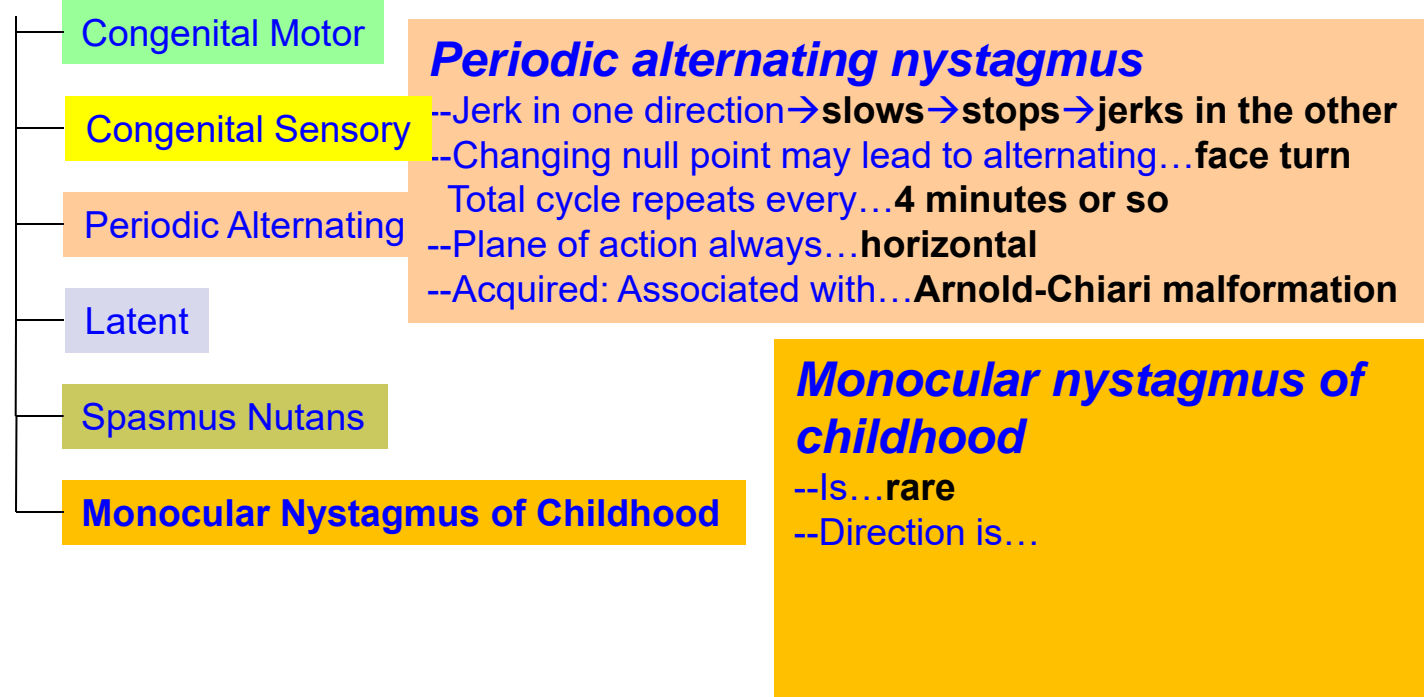 Congenital Motor
Congenital Sensory
Periodic Alternating
Latent
Spasmus Nutans
Monocular Nystagmus of Childhood
Periodic alternating nystagmus
--Jerk in one direction→slows→stops→jerks in the other
--Changing null point may lead to alternating…face turn
Total cycle repeats every…4 minutes or so
--Plane of action always…horizontal
--Acquired: Associated with…Arnold-Chiari malformation
Monocular nystagmus of
childhood
--Is…rare
--Direction is…